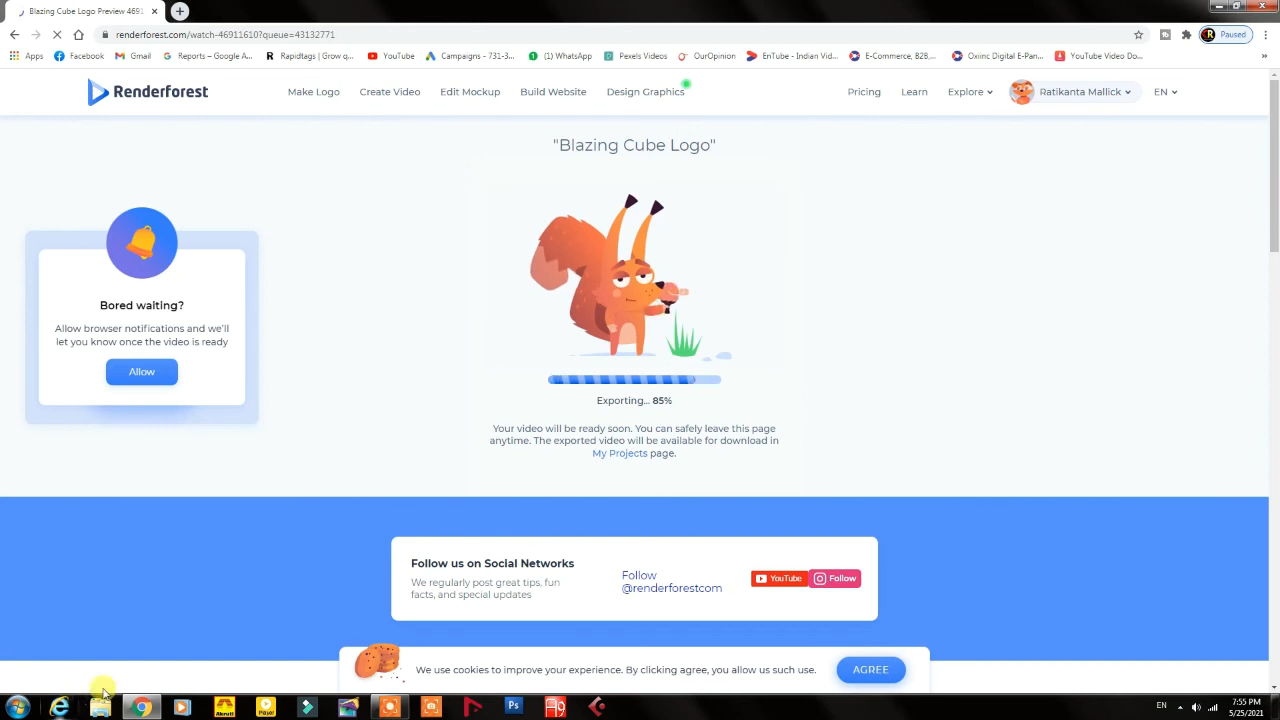 Blazing Cube Logo Preview 4691
renderforest.com/watch-46911610?queue=43132771
Paused
Apps
Facebook
Gmail
Reports – Google A...
Rapidtags | Grow q...
YouTube
Campaigns - 731-3...
(1) WhatsApp
Pexels Videos
OurOpinion
EnTube - Indian Vid...
E-Commerce, B2B,...
Oxiinc Digital E-Pan...
YouTube Video Do...
Renderforest
Make Logo
Create Video
Edit Mockup
Build Website
Design Graphics
Pricing
Learn
Explore
Ratikanta Mallick
EN
"Blazing Cube Logo"
Bored waiting?
Allow browser notifications and we'll
let you know once the video is ready
Allow
Exporting... 85%
Your video will be ready soon. You can safely leave this page
anytime. The exported video will be available for download in
My Projects page.
Follow us on Social Networks
We regularly post great tips, fun
facts, and special updates
Follow
@renderforestcom
YouTube
Follow
We use cookies to improve your experience. By clicking agree, you allow us such use.
AGREE
Akruti
Ps
EN
7:55 PM
5/25/2021